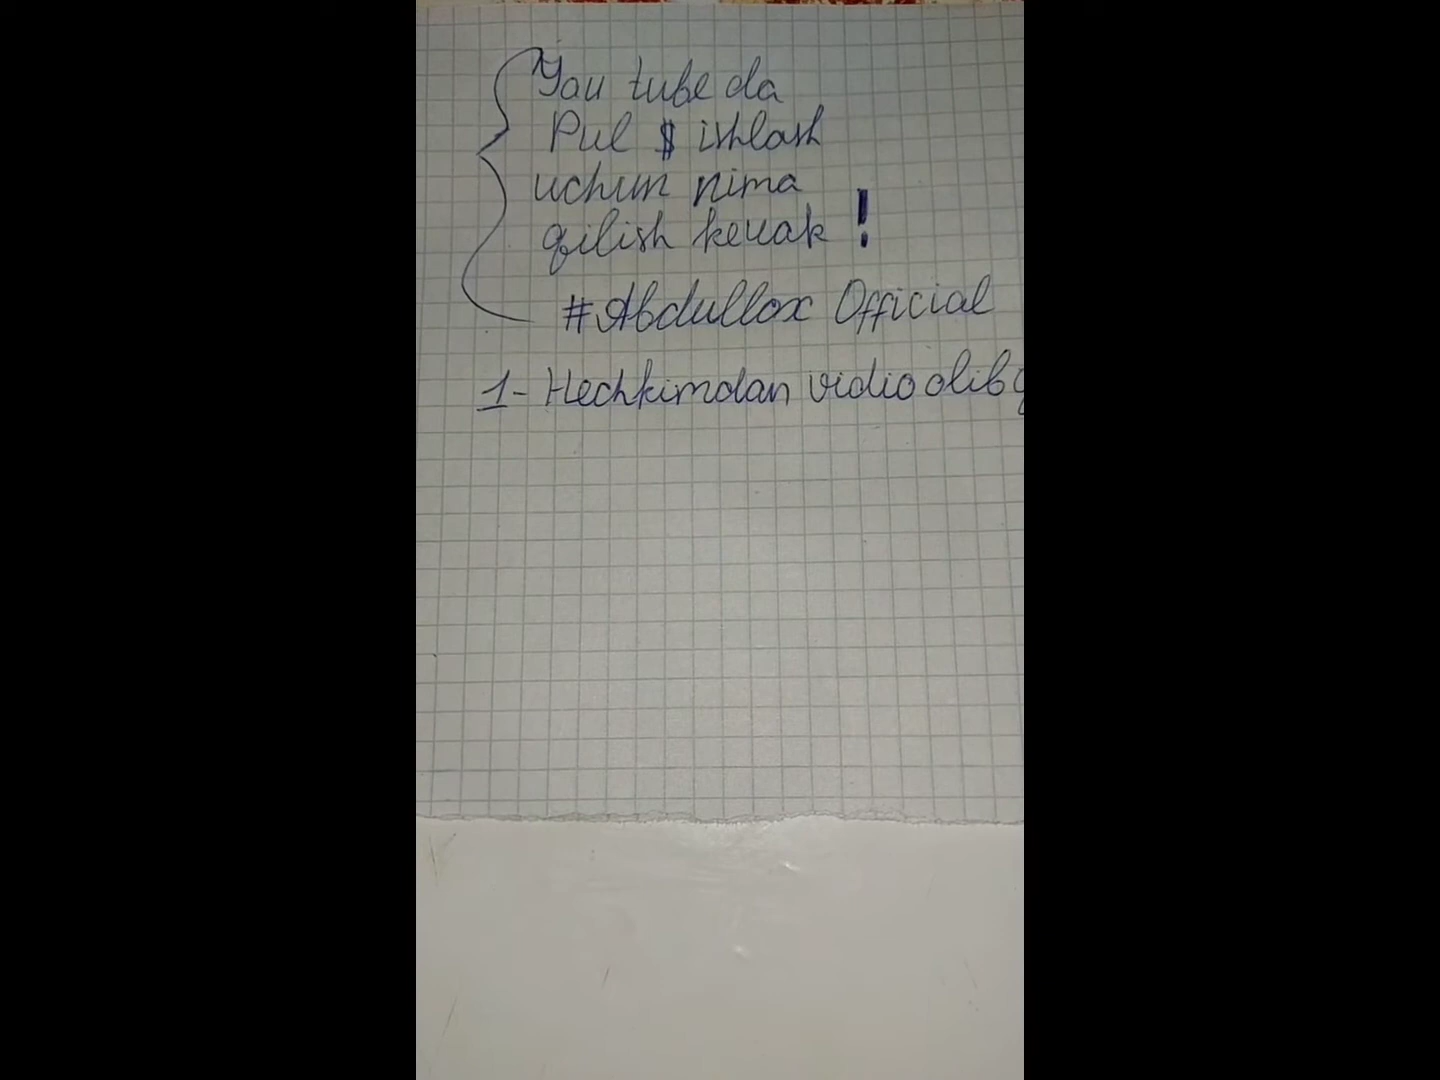 You tube da
Pul $ ishlash
uchun nima
qilish kerak !
#Abdullox Official
1- Hechkimdan vidio olib